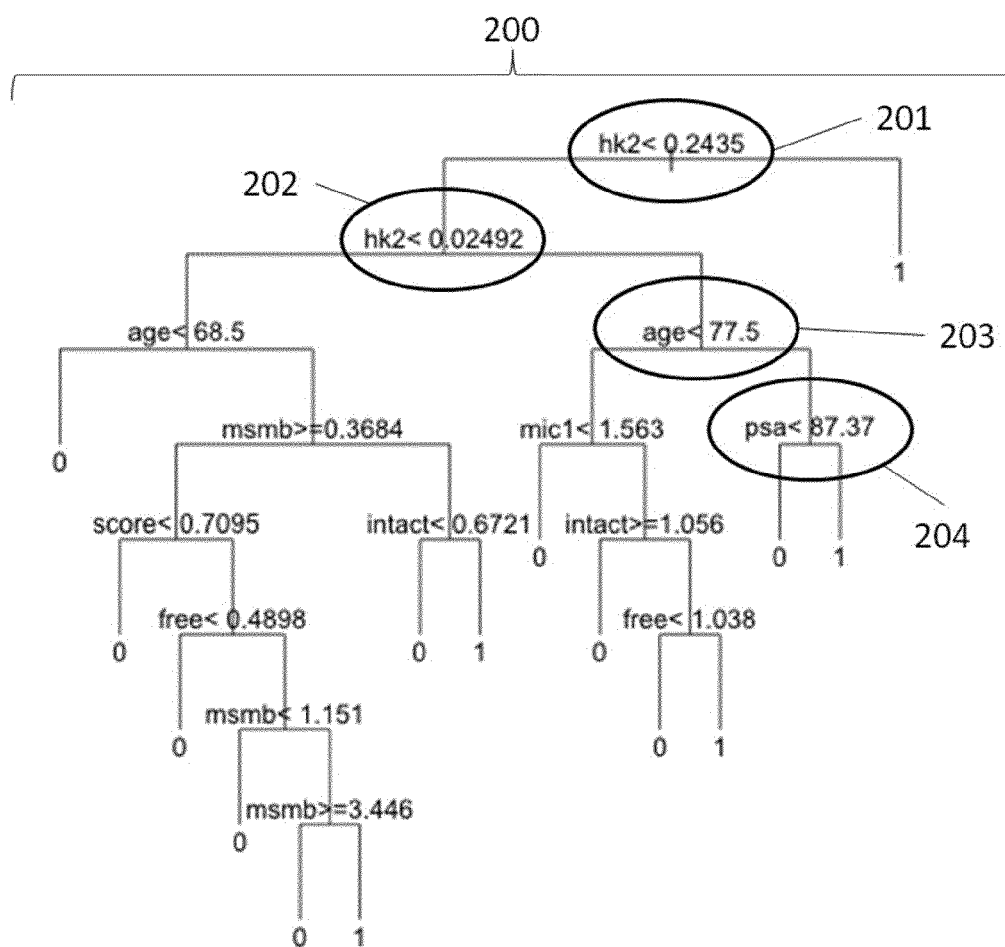 200
hk2< 0.2435
201
202
hk2< 0.02492
1
age< 68.5
age< 77.5
203
0
msmb>=0.3684
mic1< 1.563
psa< 87.37
score< 0.7095
intact< 0.6721
0
intact>=1.056
0
1
204
0
free< 0.4898
0
1
0
free< 1.038
0
msmb< 1.151
0
1
0
msmb>=3.446
0
1